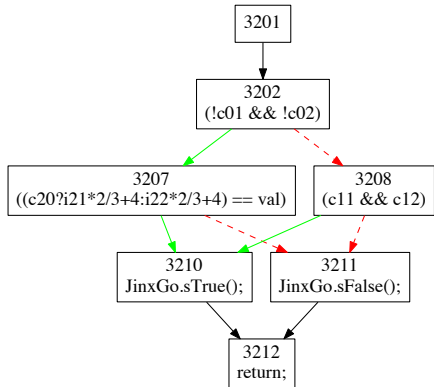 3201
3202
(!c01 && !c02)
3207
((c20?i21*2/3+4:i22*2/3+4) == val)
3208
(c11 && c12)
3210
JinxGo.sTrue();
3211
JinxGo.sFalse();
3212
return;